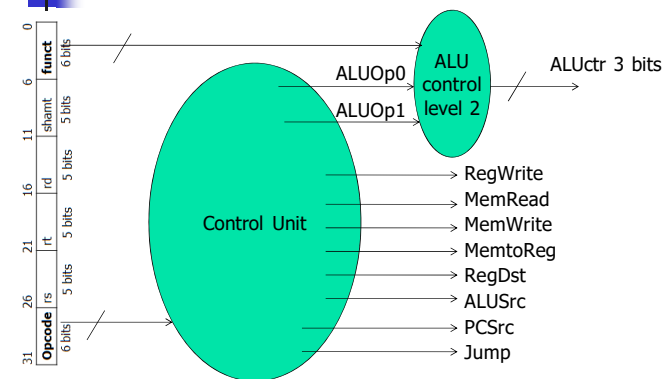 0
funct
6 bits
6
shamt
5 bits
11
rd
5 bits
16
rt
5 bits
21
rs
5 bits
26
Opcode
6 bits
31
Control Unit
ALUOp0
ALUOp1
ALU
control
level 2
ALUctr 3 bits
RegWrite
MemRead
MemWrite
MemtoReg
RegDst
ALUSrc
PCSrc
Jump